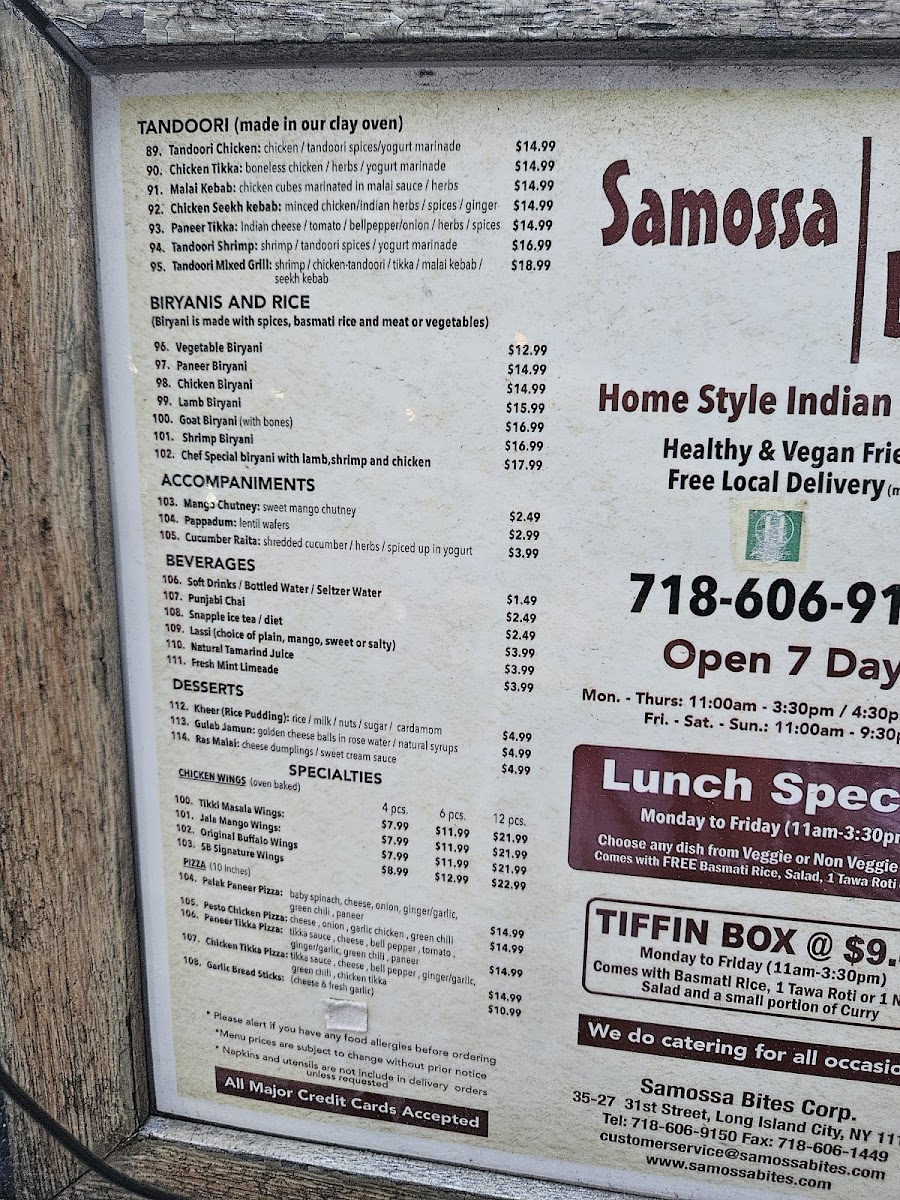 TANDOORI (made in our clay oven)
89. Tandoori Chicken: chicken / tandoori spices/yogurt marinade $14.99
90. Chicken Tikka: boneless chicken / herbs / yogurt marinade $14.99
91. Malai Kebab: chicken cubes marinated in malai sauce / herbs $14.99
92. Chicken Seekh kebab: minced chicken/indian herbs / spices / ginger $14.99
93. Paneer Tikka: Indian cheese / tomato / bellpepper/onion / herbs / spices $14.99
94. Tandoori Shrimp: shrimp / tandoori spices / yogurt marinade $16.99
95. Tandoori Mixed Grill: shrimp / chicken-tandoori / tikka / malai kebab / $18.99
seekh kebab
BIRYANIS AND RICE
(Biryani is made with spices, basmati rice and meat or vegetables)
96. Vegetable Biryani $12.99
97. Paneer Biryani $14.99
98. Chicken Biryani $14.99
99. Lamb Biryani $15.99
100. Goat Biryani (with bones) $16.99
101. Shrimp Biryani $16.99
102. Chef Special biryani with lamb,shrimp and chicken $17.99
ACCOMPANIMENTS
103. Mango Chutney: sweet mango chutney $2.49
104. Pappadum: lentil wafers $2.99
105. Cucumber Raita: shredded cucumber / herbs / spiced up in yogurt $3.99
BEVERAGES
106. Soft Drinks / Bottled Water / Seltzer Water $1.49
107. Punjabi Chai $2.49
108. Snapple ice tea / diet $2.49
109. Lassi (choice of plain, mango, sweet or salty) $3.99
110. Natural Tamarind Juice $3.99
111. Fresh Mint Limeade $3.99
DESSERTS
112. Kheer (Rice Pudding): rice / milk / nuts / sugar / cardamom $4.99
113. Gulab Jamun: golden cheese balls in rose water / natural syrups $4.99
114. Ras Malai: cheese dumplings / sweet cream sauce $4.99
SPECIALTIES
CHICKEN WINGS (oven baked) 4 pcs. 6 pcs. 12 pcs.
100. Tikki Masala Wings: $7.99 $11.99 $21.99
101. Jala Mango Wings: $7.99 $11.99 $21.99
102. Original Buffalo Wings $7.99 $11.99 $21.99
103. SB Signature Wings $8.99 $12.99 $22.99
PIZZA (10 Inches)
104. Palak Paneer Pizza: baby spinach, cheese, onion, ginger/garlic,
green chili , paneer $14.99
105. Pesto Chicken Pizza: cheese , onion , garlic chicken , green chili $14.99
106. Paneer Tikka Pizza: tikka sauce , cheese , bell pepper , tomato ,
ginger/garlic, green chili , paneer $14.99
107. Chicken Tikka Pizza: tikka sauce , cheese , bell pepper , ginger/garlic,
green chili , chicken tikka $14.99
108. Garlic Bread Sticks: (cheese & fresh garlic) $10.99
* Please alert if you have any food allergies before ordering
*Menu prices are subject to change without prior notice
* Napkins and utensils are not include in delivery orders
unless requested
All Major Credit Cards Accepted
Samossa
Home Style Indian
Healthy & Vegan Frie
Free Local Delivery (m
718-606-91
Open 7 Day
Mon. - Thurs: 11:00am - 3:30pm / 4:30p
Fri. - Sat. - Sun.: 11:00am - 9:30p
Lunch Spec
Monday to Friday (11am-3:30pm
Choose any dish from Veggie or Non Veggie
Comes with FREE Basmati Rice, Salad, 1 Tawa Roti
TIFFIN BOX @ $9.
Monday to Friday (11am-3:30pm)
Comes with Basmati Rice, 1 Tawa Roti or 1 N
Salad and a small portion of Curry
We do catering for all occasio
Samossa Bites Corp.
35-27 31st Street, Long Island City, NY 111
Tel: 718-606-9150 Fax: 718-606-1449
customerservice@samossabites.com
www.samossabites.com